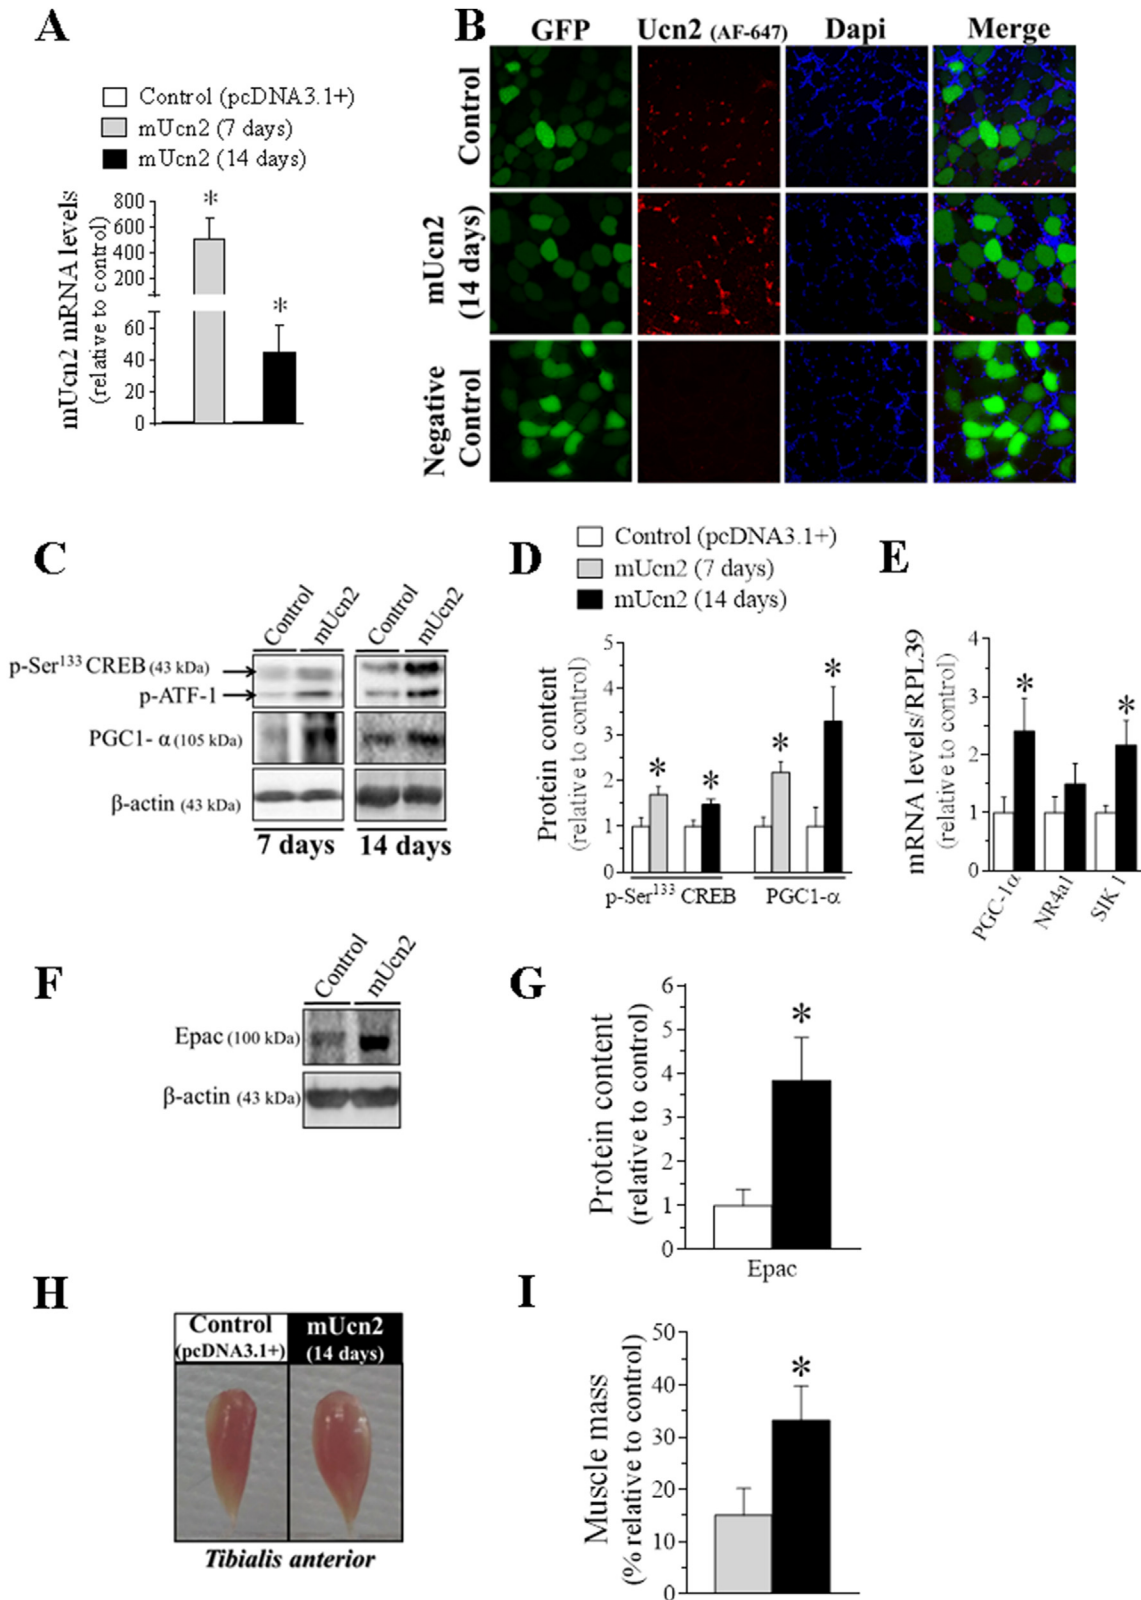 A
Control (pcDNA3.1+)
mUcn2 (7 days)
mUcn2 (14 days)
mUcn2 mRNA levels
(relative to control)
800
600
400
200
60
40
20
0
*
*
B
GFP
Ucn2 (AF-647)
Dapi
Merge
Control
mUcn2
(14 days)
Negative
Control
C
Control
mUcn2
Control
mUcn2
p-Ser133 CREB (43 kDa)
p-ATF-1
PGC1- α (105 kDa)
β-actin (43 kDa)
7 days
14 days
D
Control (pcDNA3.1+)
mUcn2 (7 days)
mUcn2 (14 days)
Protein content
(relative to control)
5
4
3
2
1
0
*
*
*
*
p-Ser133 CREB
PGC1-α
E
mRNA levels/RPL39
(relative to control)
4
3
2
1
0
*
*
PGC-1α
NR4a1
SIK 1
F
Control
mUcn2
Epac (100 kDa)
β-actin (43 kDa)
G
Protein content
(relative to control)
6
5
4
3
2
1
0
*
Epac
H
Control
(pcDNA3.1+)
mUcn2
(14 days)
Tibialis anterior
I
Muscle mass
(% relative to control)
50
40
30
20
10
0
*